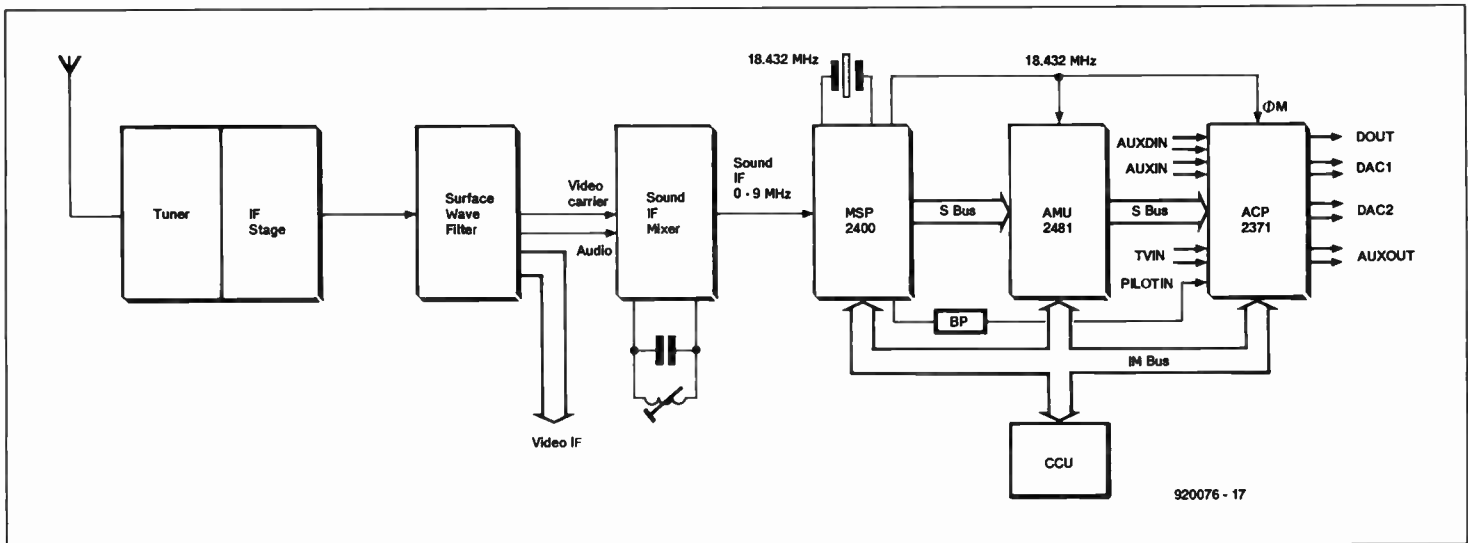 18.432 MHz
18.432 MHz
ΦM
Tuner
IF
Stage
Surface
Wave
Filter
Video
carrier
Audio
Sound
IF
Mixer
Sound
IF
0 - 9 MHz
MSP
2400
S Bus
AMU
2481
S Bus
AUXDIN
AUXIN
TVIN
PILOTIN
ACP
2371
DOUT
DAC1
DAC2
AUXOUT
BP
IM Bus
Video IF
CCU
920076 - 17